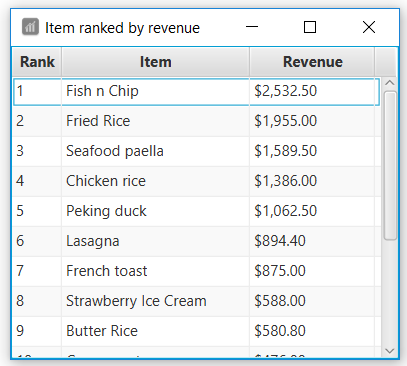 Item ranked by revenue
Rank Item Revenue
1 Fish n Chip $2,532.50
2 Fried Rice $1,955.00
3 Seafood paella $1,589.50
4 Chicken rice $1,386.00
5 Peking duck $1,062.50
6 Lasagna $894.40
7 French toast $875.00
8 Strawberry Ice Cream $588.00
9 Butter Rice $580.80